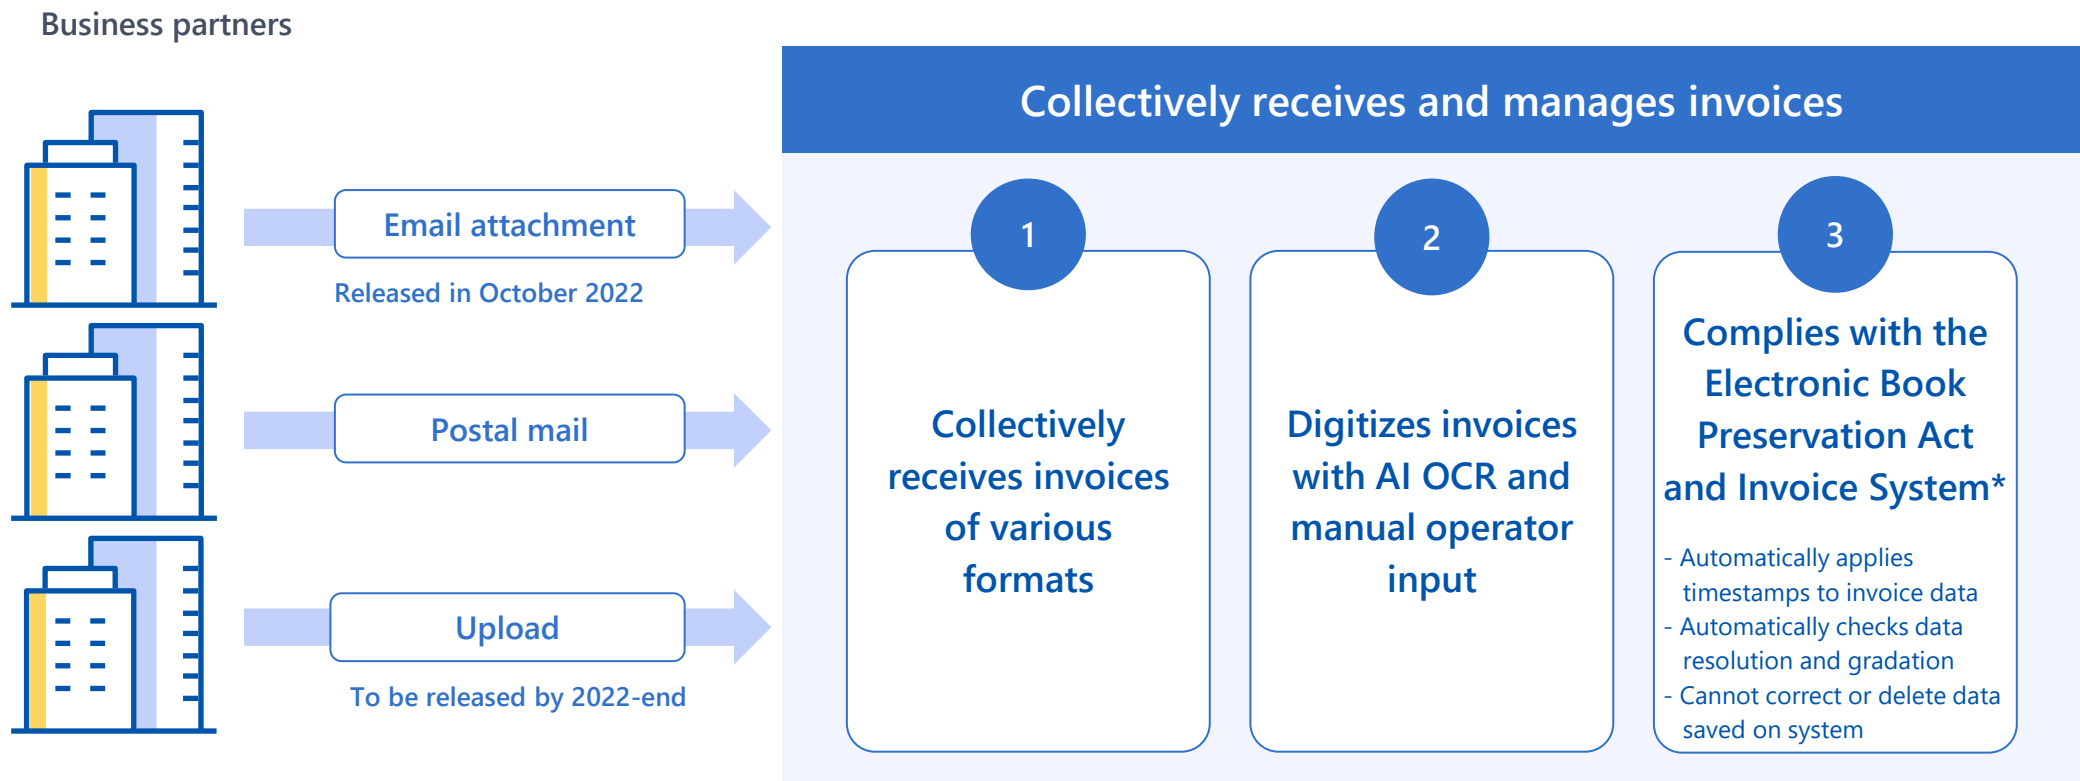 Business partners
Collectively receives and manages invoices
Email attachment
Released in October 2022
Postal mail
Upload
To be released by 2022-end
1
Collectively
receives invoices
of various
formats
2
Digitizes invoices
with AI OCR and
manual operator
input
3
Complies with the
Electronic Book
Preservation Act
and Invoice System*
- Automatically applies
timestamps to invoice data
- Automatically checks data
resolution and gradation
- Cannot correct or delete data
saved on system